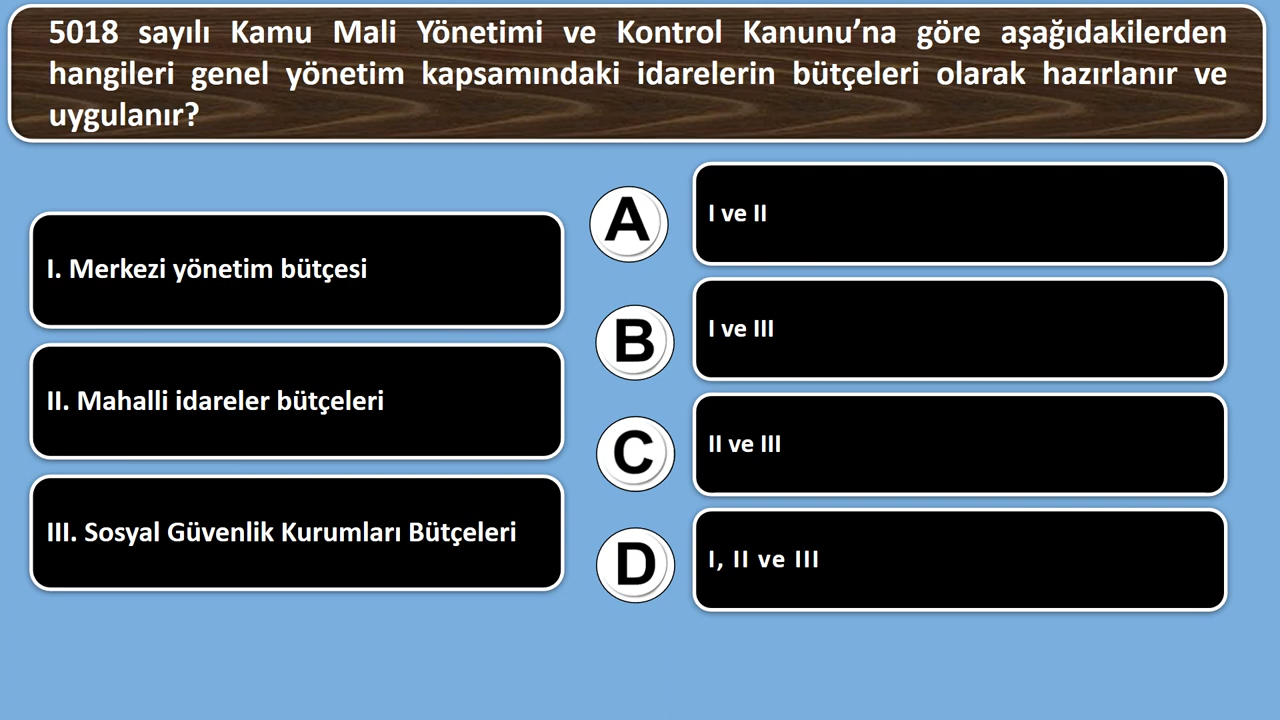 5018 sayılı Kamu Mali Yönetimi ve Kontrol Kanunu’na göre aşağıdakilerden
hangileri genel yönetim kapsamındaki idarelerin bütçeleri olarak hazırlanır ve
uygulanır?
I. Merkezi yönetim bütçesi
II. Mahalli idareler bütçeleri
III. Sosyal Güvenlik Kurumları Bütçeleri
A
I ve II
B
I ve III
C
II ve III
D
I, II ve III